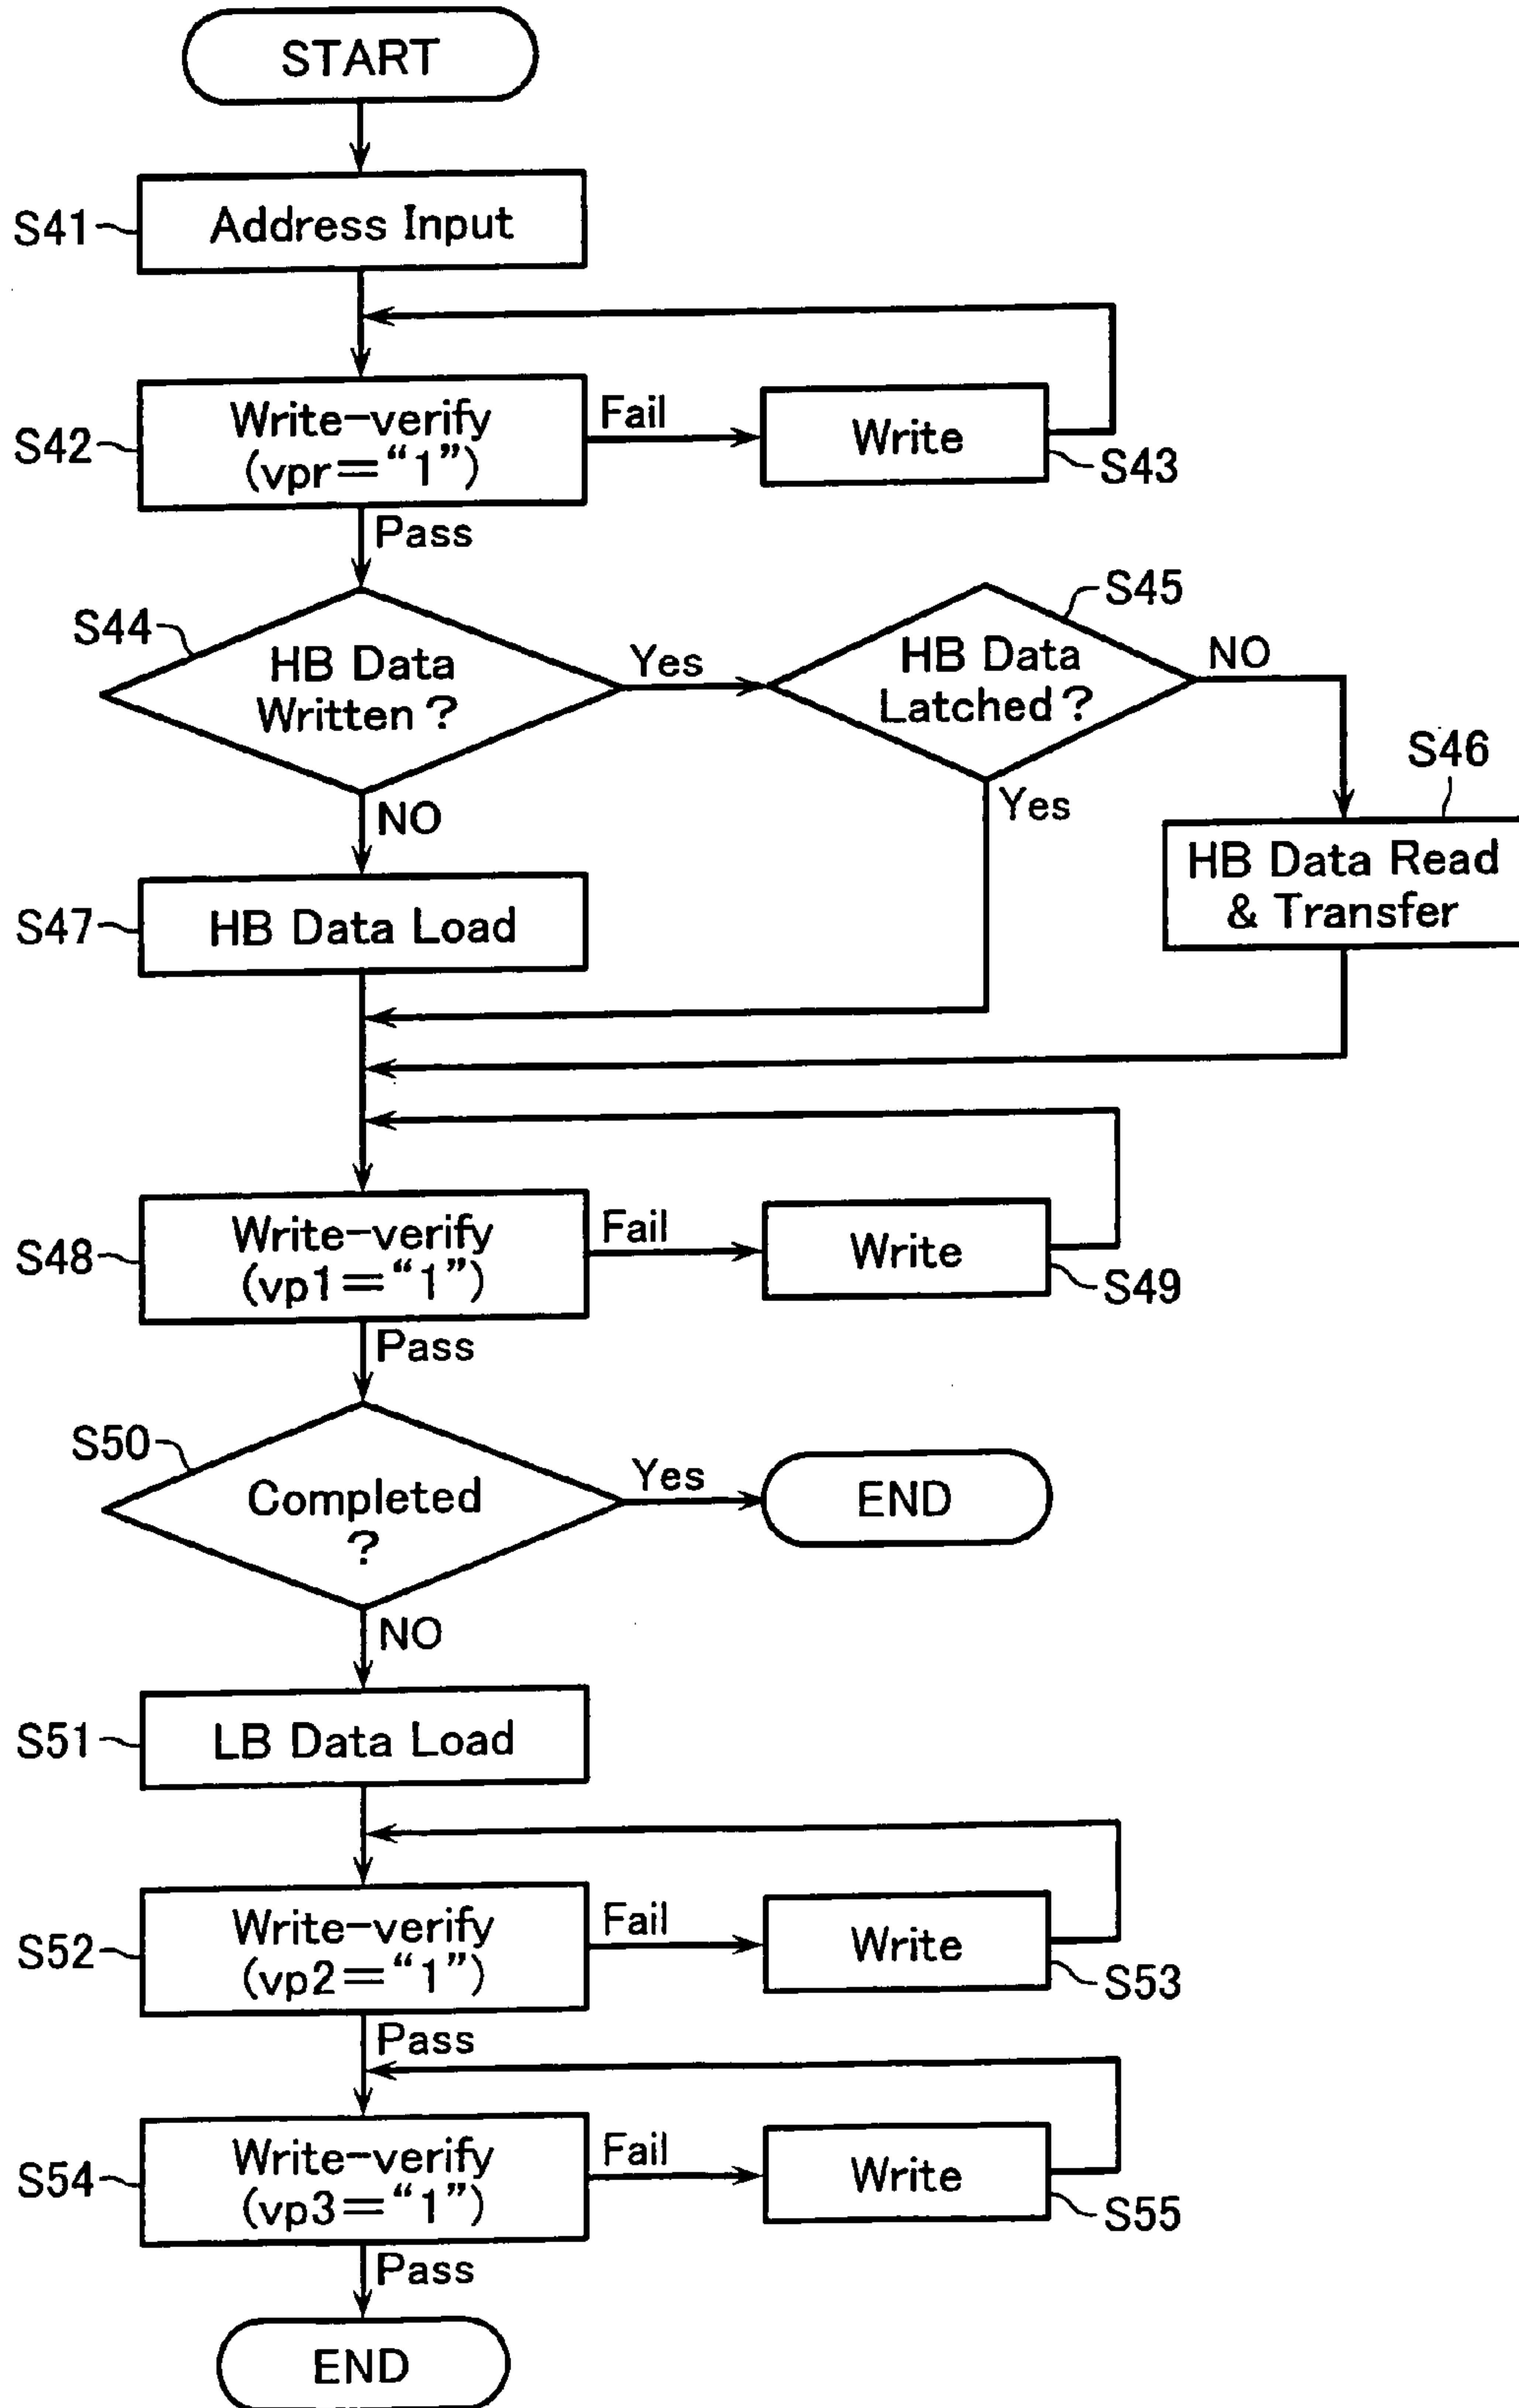 START
S41
Address Input
S42
Write-verify
(vpr=“1”)
Fail
Write
S43
Pass
S44
HB Data
Written?
Yes
S45
HB Data
Latched?
NO
S46
HB Data Read
& Transfer
Yes
NO
S47
HB Data Load
S48
Write-verify
(vp1=“1”)
Fail
Write
S49
Pass
S50
Completed
?
Yes
END
NO
S51
LB Data Load
S52
Write-verify
(vp2=“1”)
Fail
Write
S53
Pass
S54
Write-verify
(vp3=“1”)
Fail
Write
S55
Pass
END